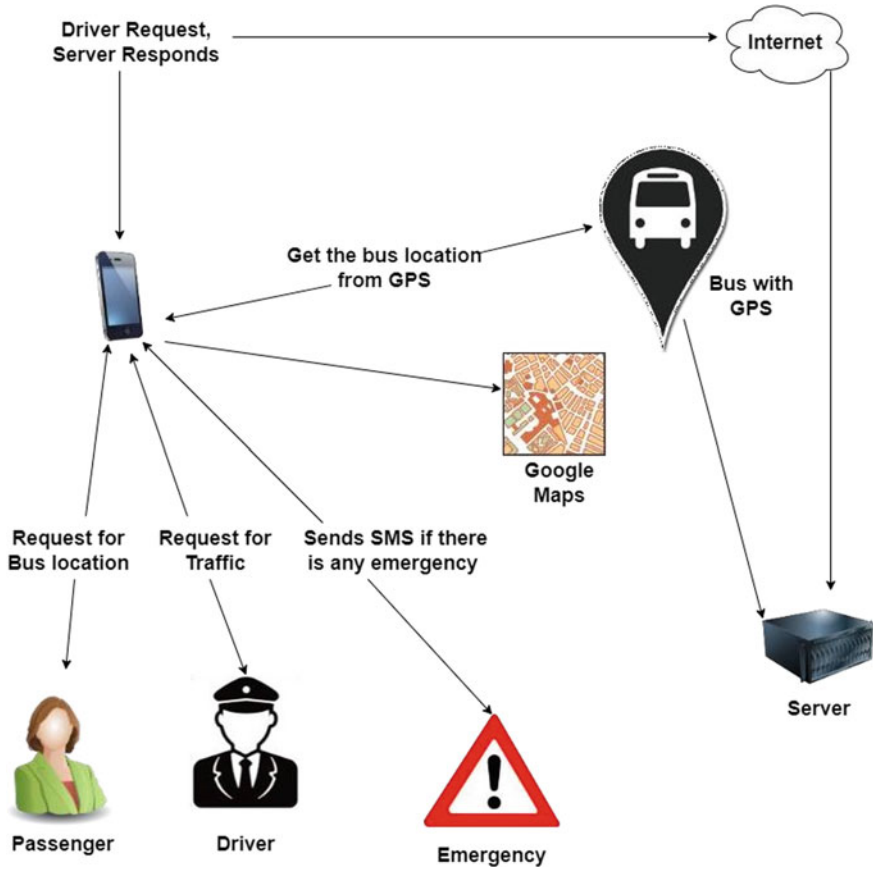 Driver Request,
Server Responds
Internet
Get the bus location
from GPS
Bus with
GPS
Google
Maps
Request for
Bus location
Request for
Traffic
Sends SMS if there
is any emergency
Server
Passenger
Driver
Emergency